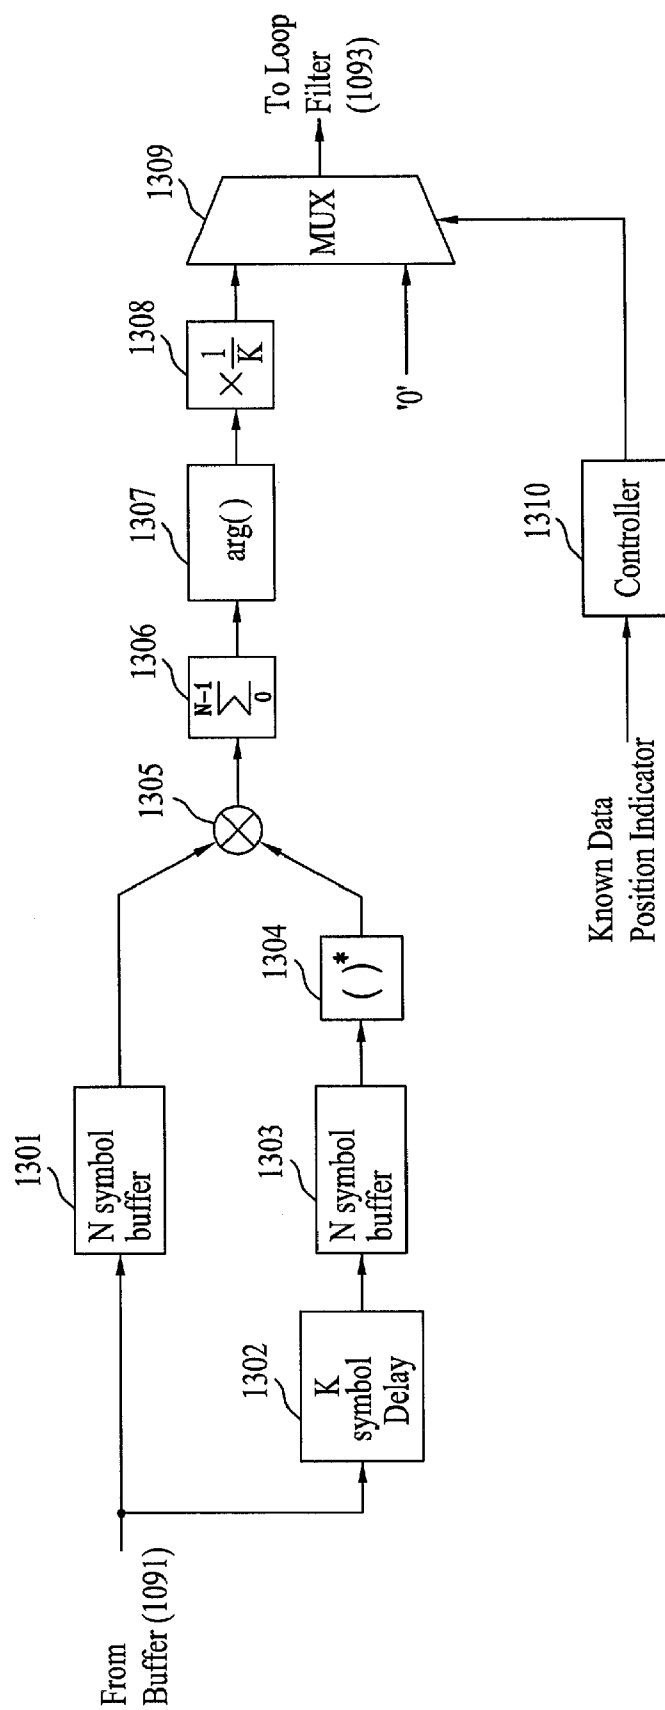 From
Buffer (1091)
1301
N symbol
buffer
1302
K
symbol
Delay
1303
N symbol
buffer
1304
( )*
1305
1306
N-1
∑
0
1307
arg()
1308
× 1/K
1309
MUX
'0'
To Loop
Filter
(1093)
Known Data
Position Indicator
1310
Controller